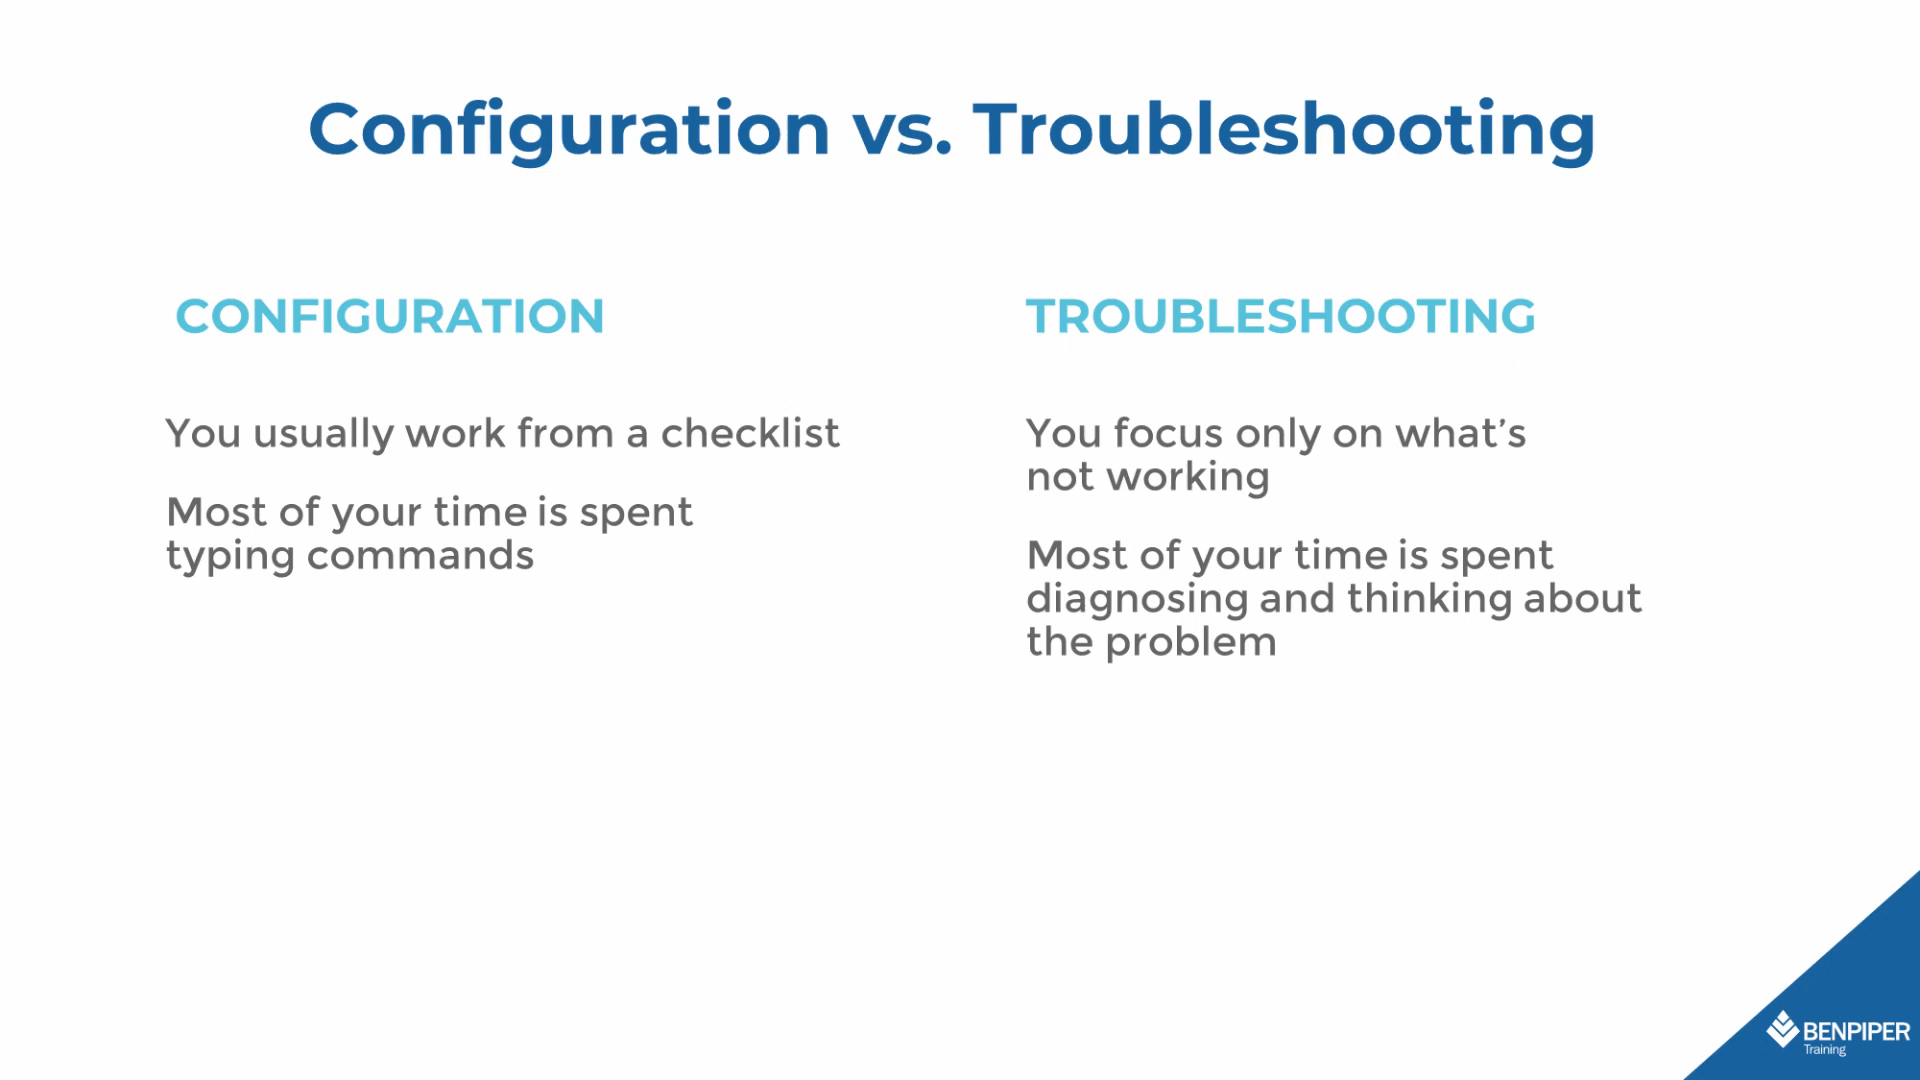 Configuration vs. Troubleshooting
CONFIGURATION
You usually work from a checklist
Most of your time is spent
typing commands
TROUBLESHOOTING
You focus only on what’s
not working
Most of your time is spent
diagnosing and thinking about
the problem
BENPIPER
Training